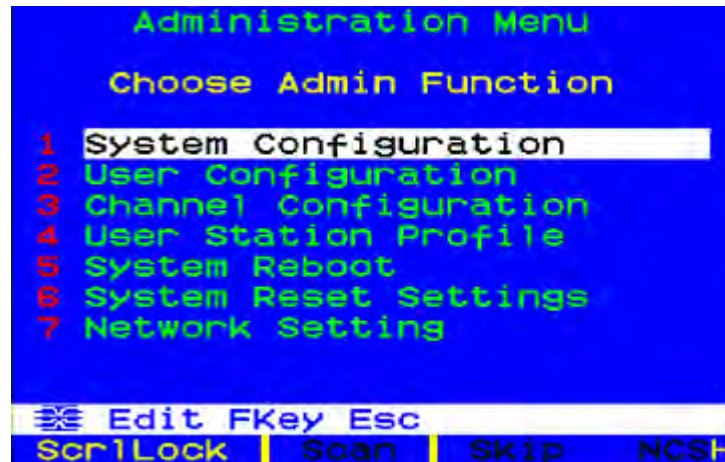 Administration Menu
Choose Admin Function
1 System Configuration
2 User Configuration
3 Channel Configuration
4 User Station Profile
5 System Reboot
6 System Reset Settings
7 Network Setting
Edit FKey Esc
ScrlLock Scan Skip NCSH